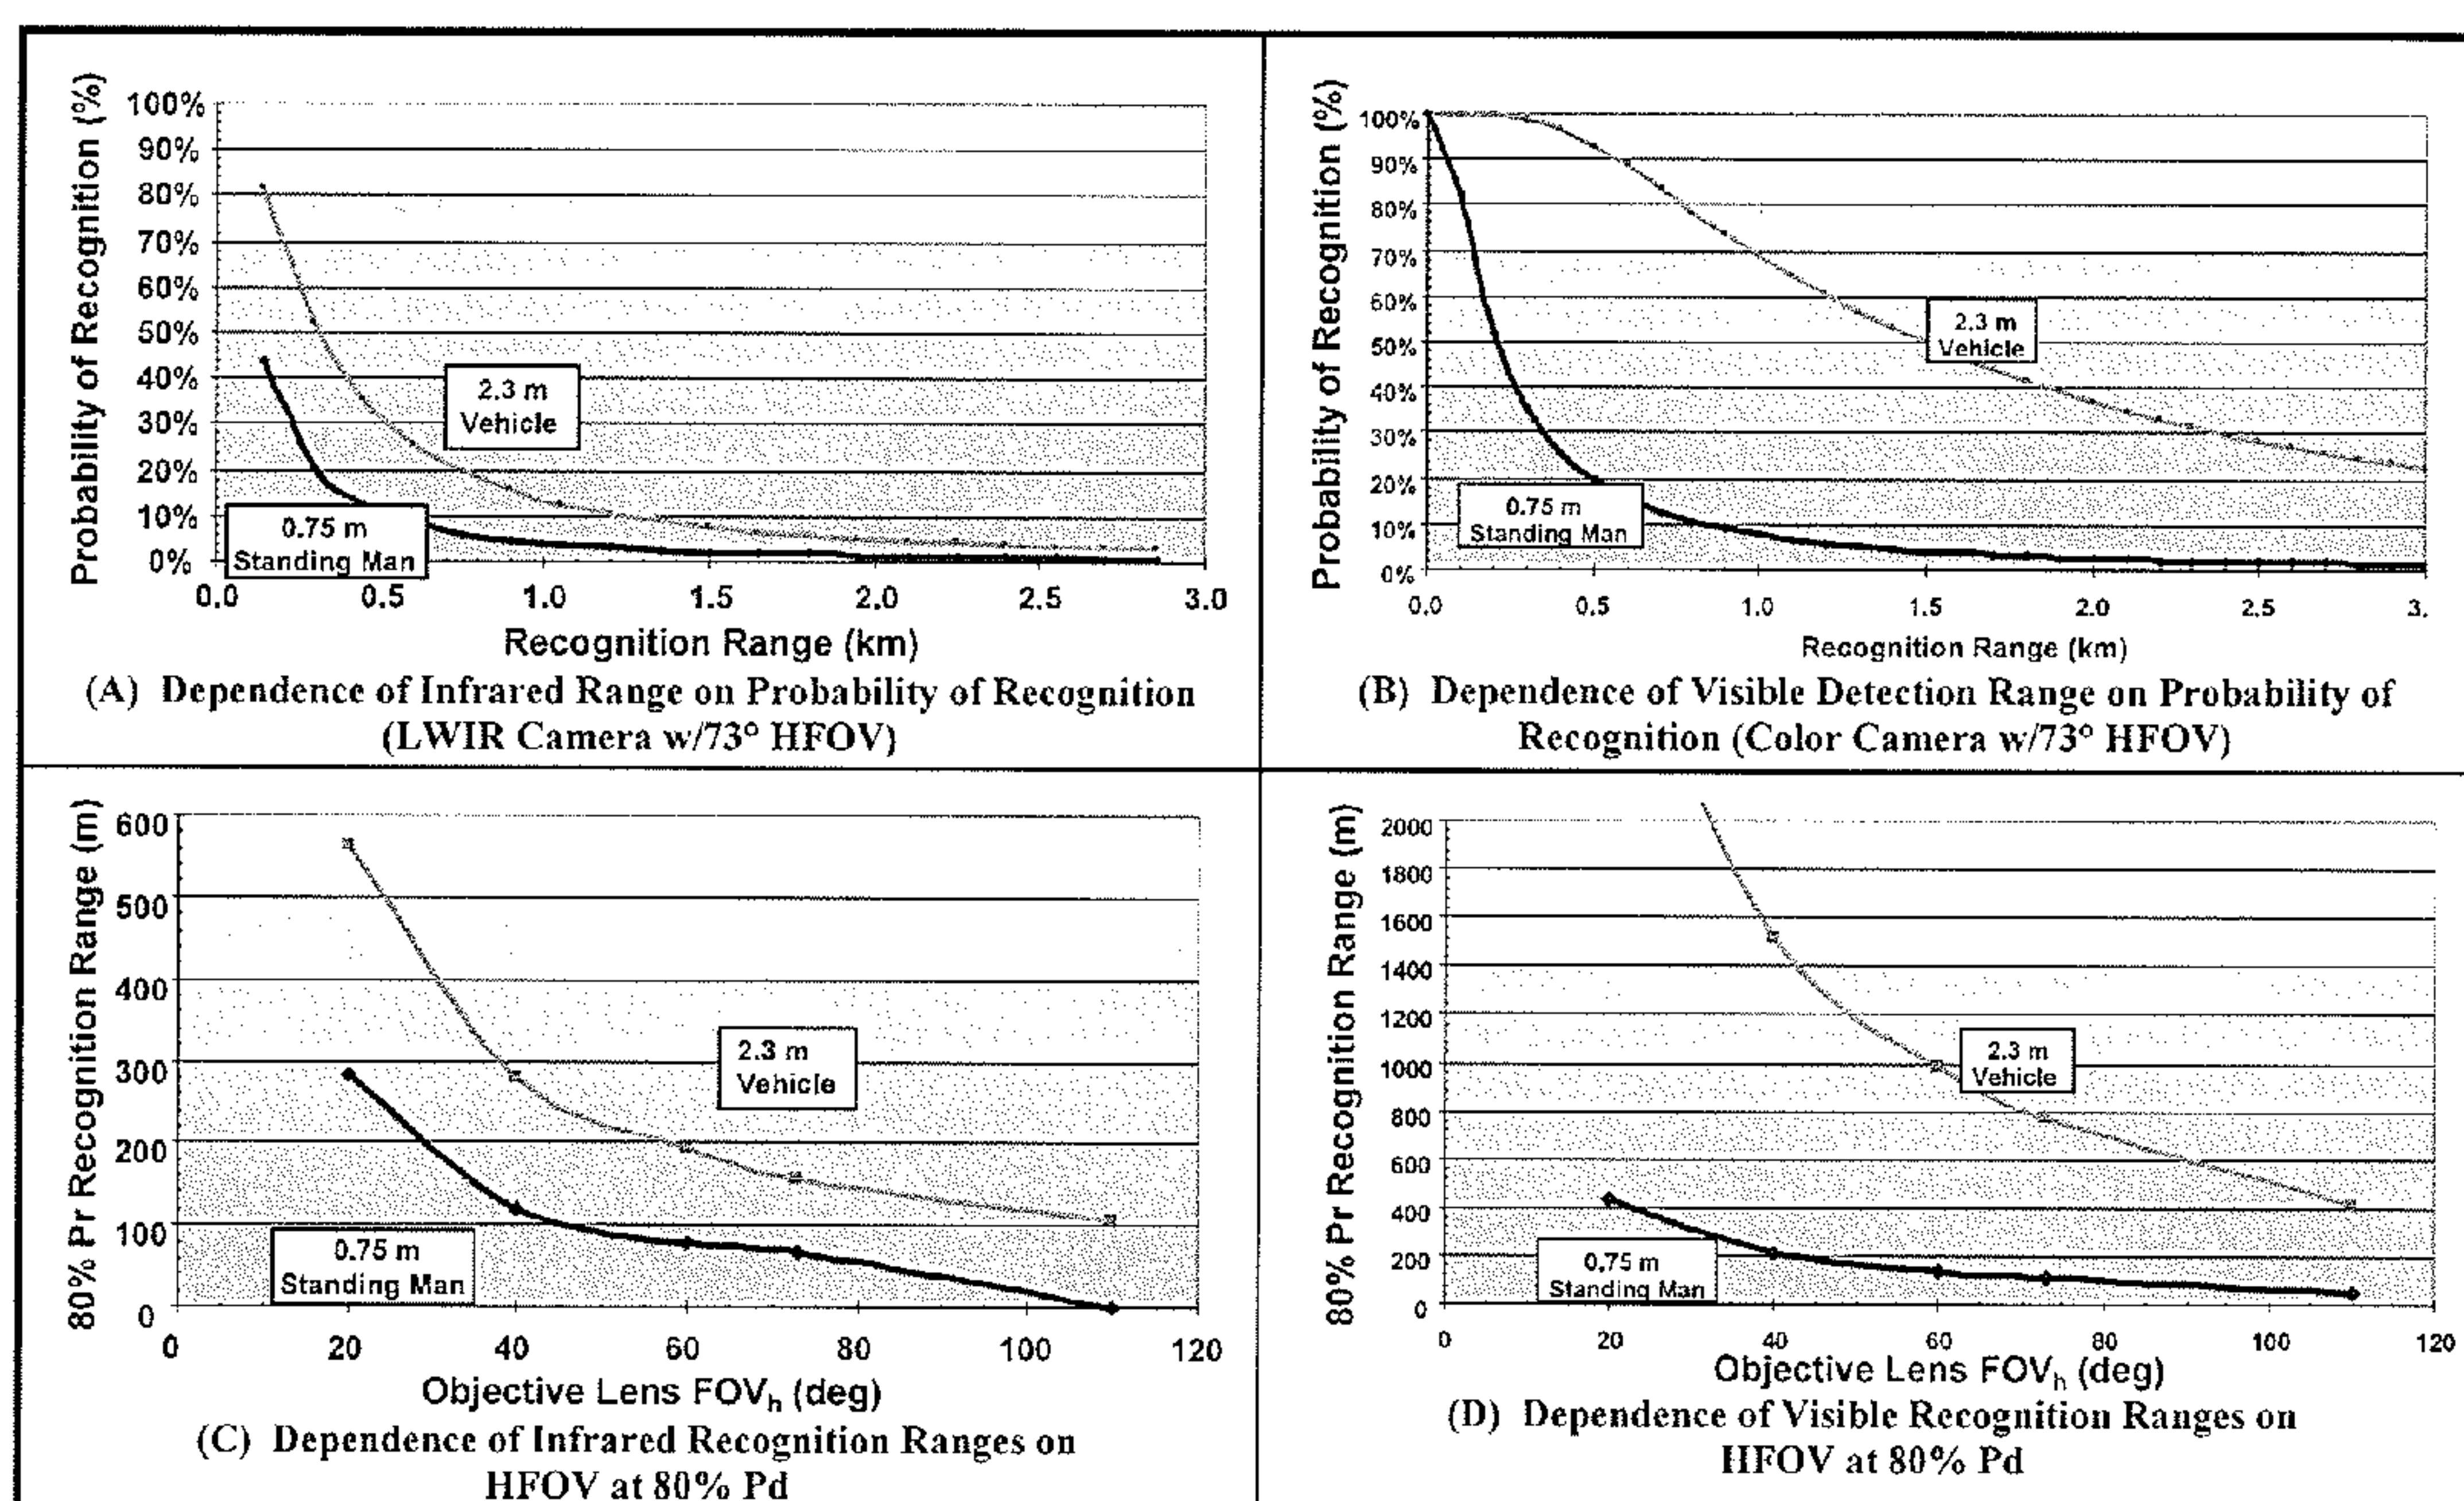 Probability of Recognition (%)
100%
90%
80%
70%
60%
50%
40%
30%
20%
10%
0%
2.3 m
Vehicle
0.75 m
Standing Man
0.0 0.5 1.0 1.5 2.0 2.5 3.0
Recognition Range (km)
(A) Dependence of Infrared Range on Probability of Recognition
(LWIR Camera w/73° HFOV)
Probability of Recognition (%)
100%
90%
80%
70%
60%
50%
40%
30%
20%
10%
0%
2.3 m
Vehicle
0.75 m
Standing Man
0.0 0.5 1.0 1.5 2.0 2.5 3.
Recognition Range (km)
(B) Dependence of Visible Detection Range on Probability of
Recognition (Color Camera w/73° HFOV)
80% Pr Recognition Range (m)
600
500
400
300
200
100
0
2.3 m
Vehicle
0.75 m
Standing Man
0 20 40 60 80 100 120
Objective Lens FOVh (deg)
(C) Dependence of Infrared Recognition Ranges on
HFOV at 80% Pd
80% Pr Recognition Range (m)
2000
1800
1600
1400
1200
1000
800
600
400
200
0
2.3 m
Vehicle
0.75 m
Standing Man
0 20 40 60 80 100 120
Objective Lens FOVh (deg)
(D) Dependence of Visible Recognition Ranges on
HFOV at 80% Pd